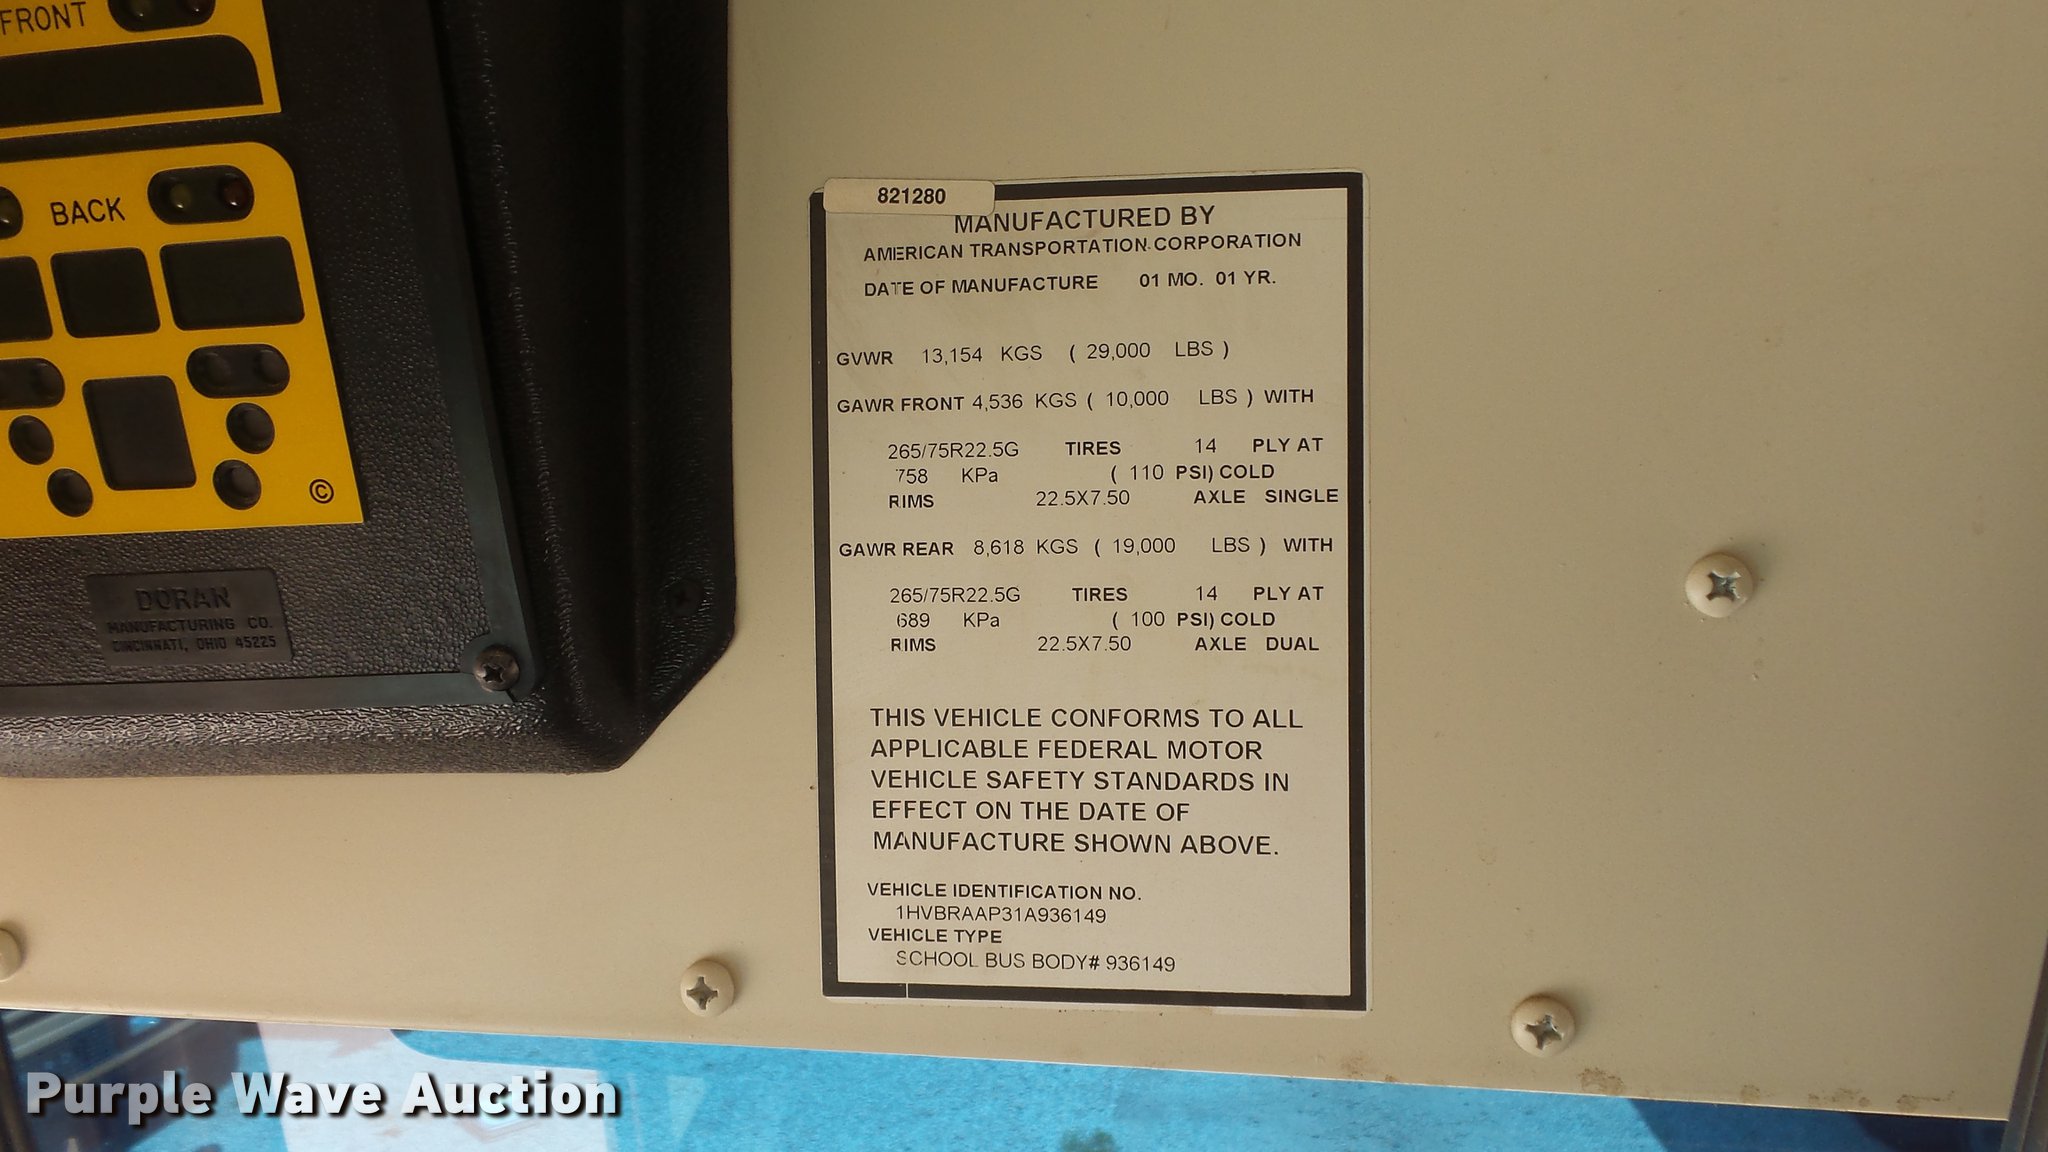 FRONT
BACK
©
DORAN
MANUFACTURING CO.
CINCINNATI, OHIO 45225
821280
MANUFACTURED BY
AMERICAN TRANSPORTATION CORPORATION
DATE OF MANUFACTURE 01 MO. 01 YR.
GVWR 13,154 KGS ( 29,000 LBS )
GAWR FRONT 4,536 KGS ( 10,000 LBS ) WITH
265/75R22.5G TIRES 14 PLY AT
758 KPa ( 110 PSI) COLD
RIMS 22.5X7.50 AXLE SINGLE
GAWR REAR 8,618 KGS ( 19,000 LBS ) WITH
265/75R22.5G TIRES 14 PLY AT
689 KPa ( 100 PSI) COLD
RIMS 22.5X7.50 AXLE DUAL
THIS VEHICLE CONFORMS TO ALL
APPLICABLE FEDERAL MOTOR
VEHICLE SAFETY STANDARDS IN
EFFECT ON THE DATE OF
MANUFACTURE SHOWN ABOVE.
VEHICLE IDENTIFICATION NO.
1HVBRAAP31A936149
VEHICLE TYPE
SCHOOL BUS BODY# 936149
Purple Wave Auction